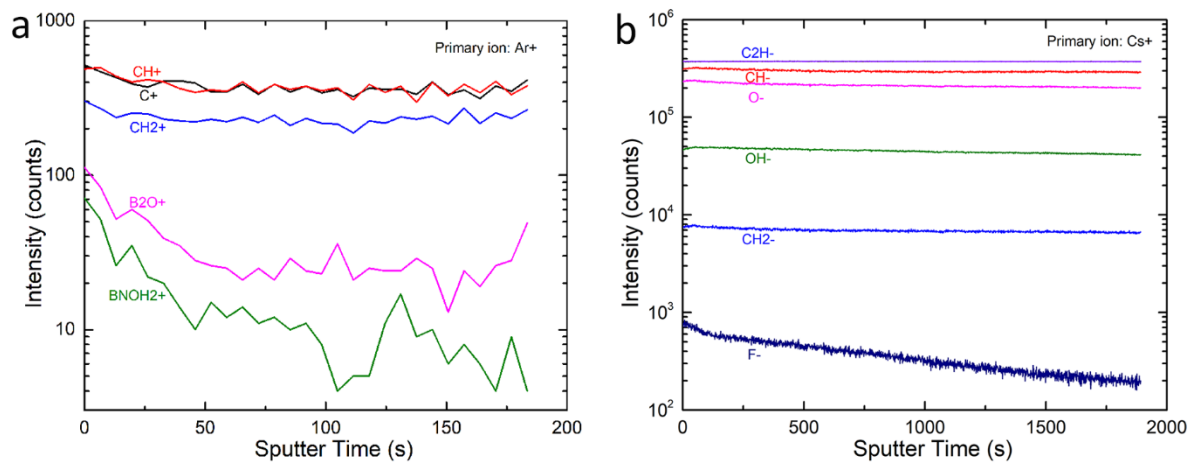 a
1000
100
10
Intensity (counts)
Primary ion: Ar+
CH+
C+
CH2+
B2O+
BNOH2+
0 50 100 150 200
Sputter Time (s)
b
10^6
10^5
10^4
10^3
10^2
Intensity (counts)
Primary ion: Cs+
C2H-
CH-
O-
OH-
CH2-
F-
0 500 1000 1500 2000
Sputter Time (s)